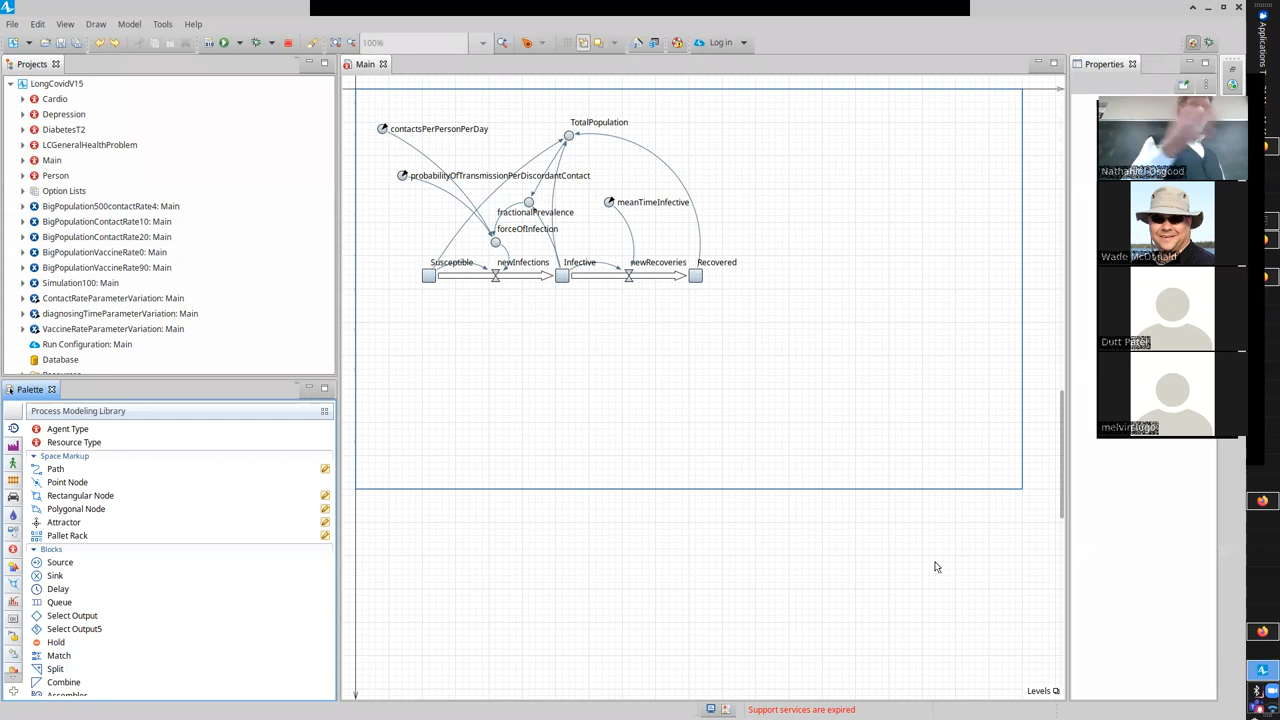 File Edit View Draw Model Tools Help
100%
Log in
Projects
LongCovidV15
Cardio
Depression
DiabetesT2
LCGeneralHealthProblem
Main
Person
Option Lists
BigPopulation500contactRate4: Main
BigPopulationContactRate10: Main
BigPopulationContactRate20: Main
BigPopulationVaccineRate0: Main
BigPopulationVaccineRate90: Main
Simulation100: Main
ContactRateParameterVariation: Main
diagnosingTimeParameterVariation: Main
VaccineRateParameterVariation: Main
Run Configuration: Main
Database
Palette
Process Modeling Library
Agent Type
Resource Type
Space Markup
Path
Point Node
Rectangular Node
Polygonal Node
Attractor
Pallet Rack
Blocks
Source
Sink
Delay
Queue
Select Output
Select Output5
Hold
Match
Split
Combine
Main
contactsPerPersonPerDay
TotalPopulation
probabilityOfTransmissionPerDiscordantContact
meanTimeInfective
fractionalPrevalence
forceOfInfection
Susceptible
newInfections
Infective
newRecoveries
Recovered
Levels
Support services are expired
Properties
Nathaniel Osgood
Wade McDonald
Dutt Patel
Applications